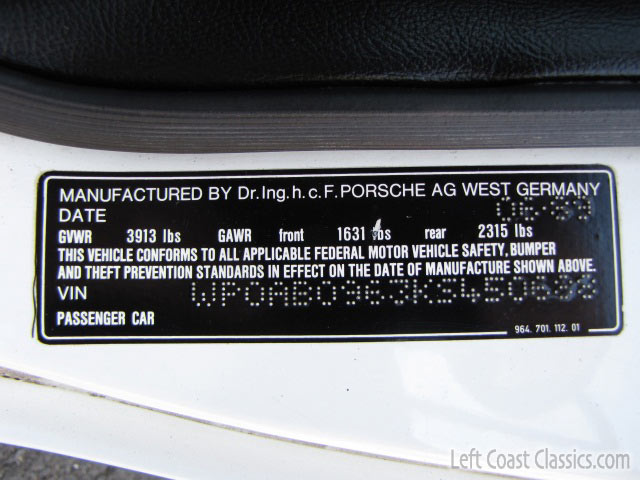 MANUFACTURED BY Dr.Ing.h.c.F.PORSCHE AG WEST GERMANY
DATE 06-89
GVWR 3913 lbs GAWR front 1631 lbs rear 2315 lbs
THIS VEHICLE CONFORMS TO ALL APPLICABLE FEDERAL MOTOR VEHICLE SAFETY, BUMPER
AND THEFT PREVENTION STANDARDS IN EFFECT ON THE DATE OF MANUFACTURE SHOWN ABOVE.
VIN
PASSENGER CAR
964. 701. 112. 01
Left Coast Classics.com